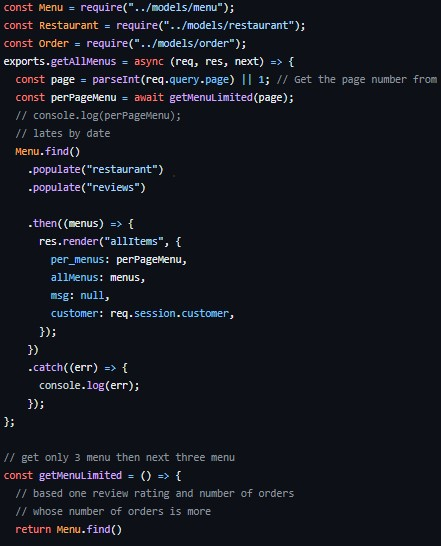 const Menu = require("../models/menu");
const Restaurant = require("../models/restaurant");
const Order = require("../models/order");
exports.getAllMenus = async (req, res, next) => {
  const page = parseInt(req.query.page) || 1; // Get the page number from
  const perPageMenu = await getMenuLimited(page);
  // console.log(perPageMenu);
  // lates by date
  Menu.find()
    .populate("restaurant")
    .populate("reviews")

    .then((menus) => {
      res.render("allItems", {
        per_menus: perPageMenu,
        allMenus: menus,
        msg: null,
        customer: req.session.customer,
      });
    })
    .catch((err) => {
      console.log(err);
    });
};

// get only 3 menu then next three menu
const getMenuLimited = () => {
  // based one review rating and number of orders
  // whose number of orders is more
  return Menu.find()